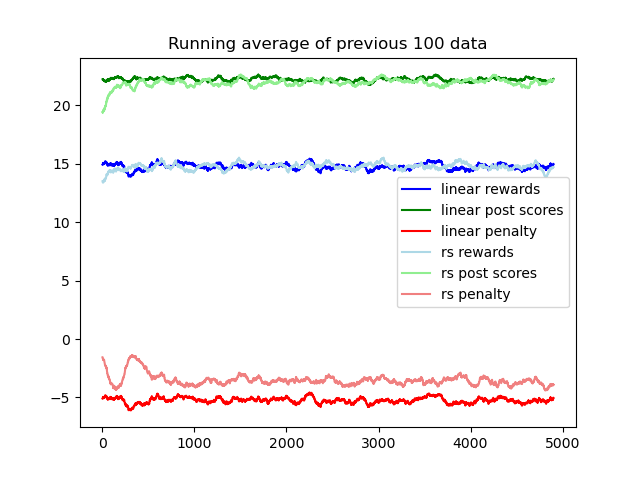 Running average of previous 100 data
20
15
10
5
0
−5
linear rewards
linear post scores
linear penalty
rs rewards
rs post scores
rs penalty
0 1000 2000 3000 4000 5000